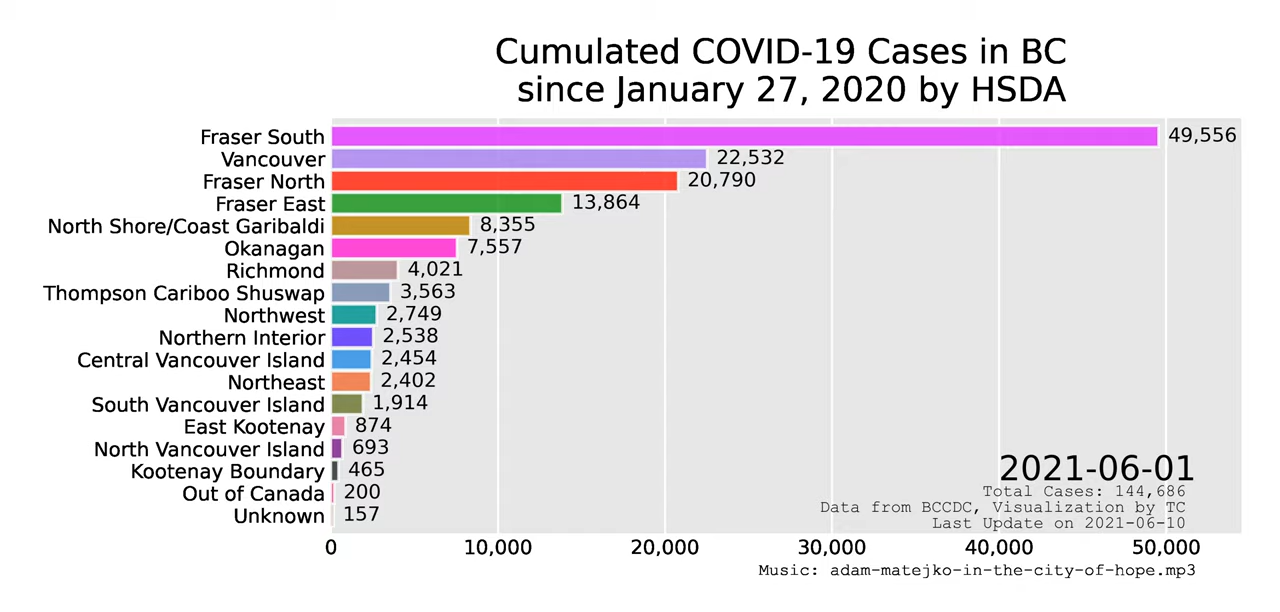 Cumulated COVID-19 Cases in BC
since January 27, 2020 by HSDA
Fraser South 49,556
Vancouver 22,532
Fraser North 20,790
Fraser East 13,864
North Shore/Coast Garibaldi 8,355
Okanagan 7,557
Richmond 4,021
Thompson Cariboo Shuswap 3,563
Northwest 2,749
Northern Interior 2,538
Central Vancouver Island 2,454
Northeast 2,402
South Vancouver Island 1,914
East Kootenay 874
North Vancouver Island 693
Kootenay Boundary 465
Out of Canada 200
Unknown 157
2021-06-01
Total Cases: 144,686
Data from BCCDC, Visualization by TC
Last Update on 2021-06-10
0 10,000 20,000 30,000 40,000 50,000
Music: adam-matejko-in-the-city-of-hope.mp3